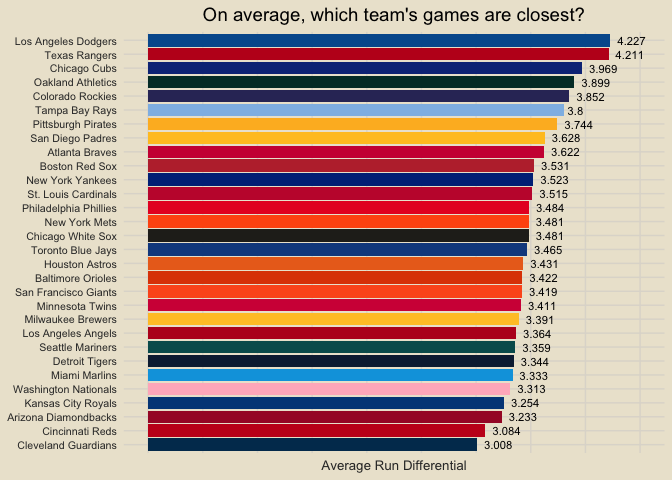 On average, which team's games are closest?
Los Angeles Dodgers 4.227
Texas Rangers 4.211
Chicago Cubs 3.969
Oakland Athletics 3.899
Colorado Rockies 3.852
Tampa Bay Rays 3.8
Pittsburgh Pirates 3.744
San Diego Padres 3.628
Atlanta Braves 3.622
Boston Red Sox 3.531
New York Yankees 3.523
St. Louis Cardinals 3.515
Philadelphia Phillies 3.484
New York Mets 3.481
Chicago White Sox 3.481
Toronto Blue Jays 3.465
Houston Astros 3.431
Baltimore Orioles 3.422
San Francisco Giants 3.419
Minnesota Twins 3.411
Milwaukee Brewers 3.391
Los Angeles Angels 3.364
Seattle Mariners 3.359
Detroit Tigers 3.344
Miami Marlins 3.333
Washington Nationals 3.313
Kansas City Royals 3.254
Arizona Diamondbacks 3.233
Cincinnati Reds 3.084
Cleveland Guardians 3.008
Average Run Differential